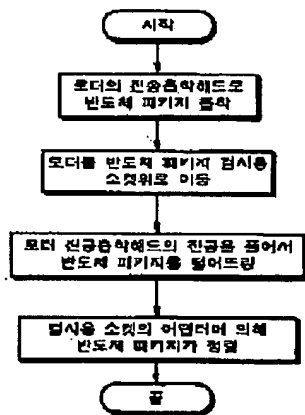 시작
로더의 진공흡착헤드로
반도체 패키지 흡착
로더를 반도체 패키지 검사용
소켓위로 이동
로더 진공흡착헤드의 진공을 풀어서
반도체 패키지를 떨어뜨림
검사용 소켓의 어댑터에 의해
반도체 패키지가 정렬
끝